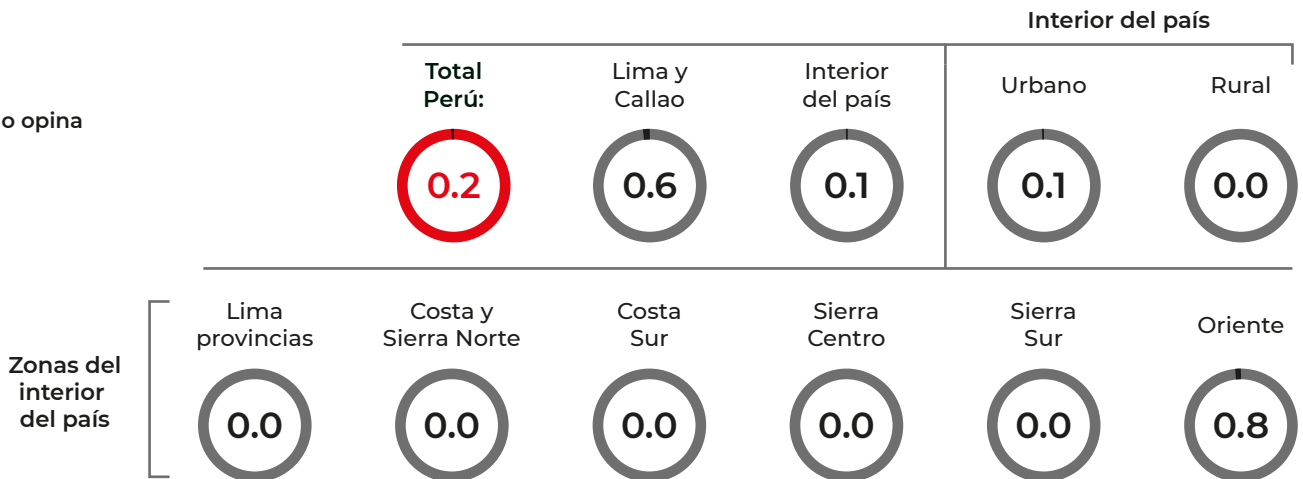 Interior del país
Total
Perú:
Lima y
Callao
Interior
del país
Urbano
Rural
o opina
0.2
0.6
0.1
0.1
0.0
Lima
provincias
Costa y
Sierra Norte
Costa
Sur
Sierra
Centro
Sierra
Sur
Oriente
Zonas del
interior
del país
0.0
0.0
0.0
0.0
0.0
0.8